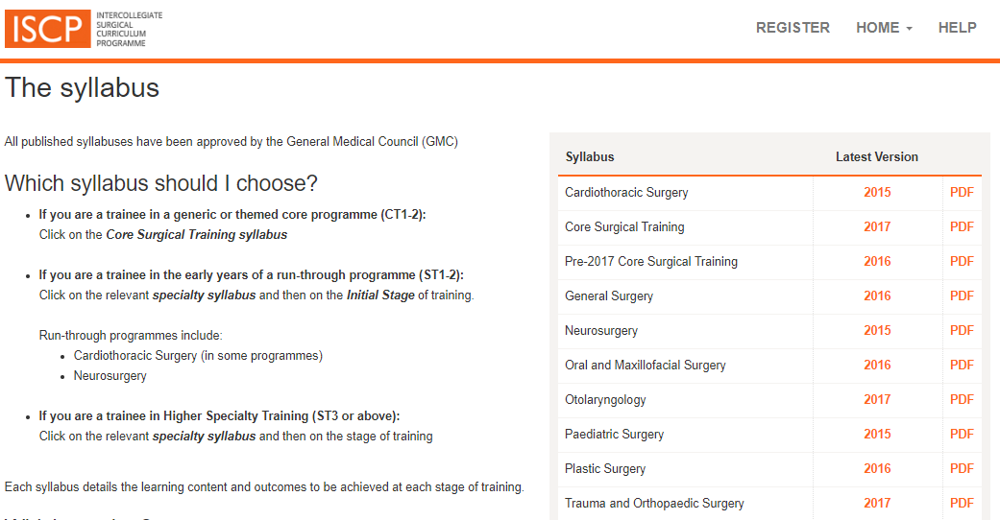 ISCP
INTERCOLLEGIATE
SURGICAL
CURRICULUM
PROGRAMME
REGISTER HOME HELP
The syllabus
All published syllabuses have been approved by the General Medical Council (GMC)
Which syllabus should I choose?
• If you are a trainee in a generic or themed core programme (CT1-2):
Click on the Core Surgical Training syllabus
• If you are a trainee in the early years of a run-through programme (ST1-2):
Click on the relevant specialty syllabus and then on the Initial Stage of training.
Run-through programmes include:
• Cardiothoracic Surgery (in some programmes)
• Neurosurgery
• If you are a trainee in Higher Specialty Training (ST3 or above):
Click on the relevant specialty syllabus and then on the stage of training
Each syllabus details the learning content and outcomes to be achieved at each stage of training.
Syllabus Latest Version
Cardiothoracic Surgery 2015 PDF
Core Surgical Training 2017 PDF
Pre-2017 Core Surgical Training 2016 PDF
General Surgery 2016 PDF
Neurosurgery 2015 PDF
Oral and Maxillofacial Surgery 2016 PDF
Otolaryngology 2017 PDF
Paediatric Surgery 2015 PDF
Plastic Surgery 2016 PDF
Trauma and Orthopaedic Surgery 2017 PDF